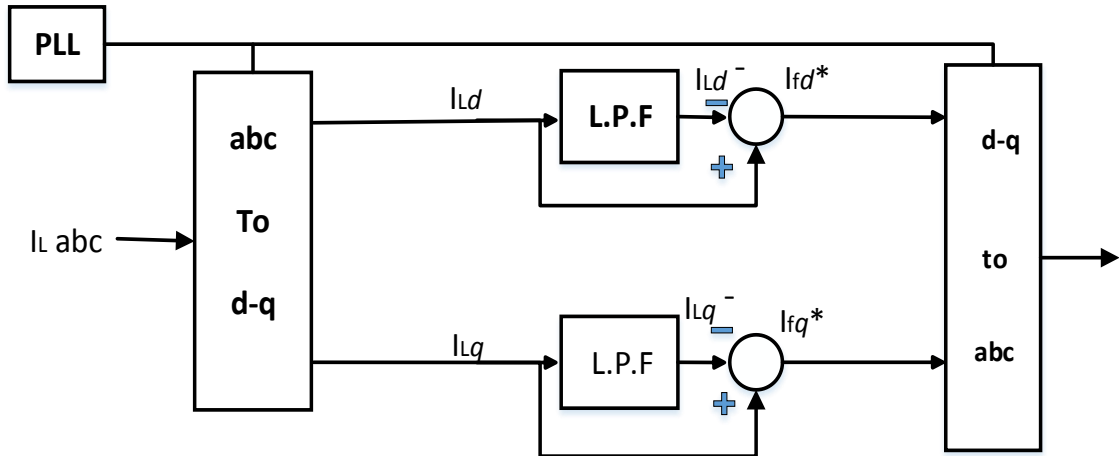 PLL
IL abc
abc
To
d-q
ILd
L.P.F
ILd -
Ifd*
ILq
L.P.F
ILq -
Ifq*
d-q
to
abc